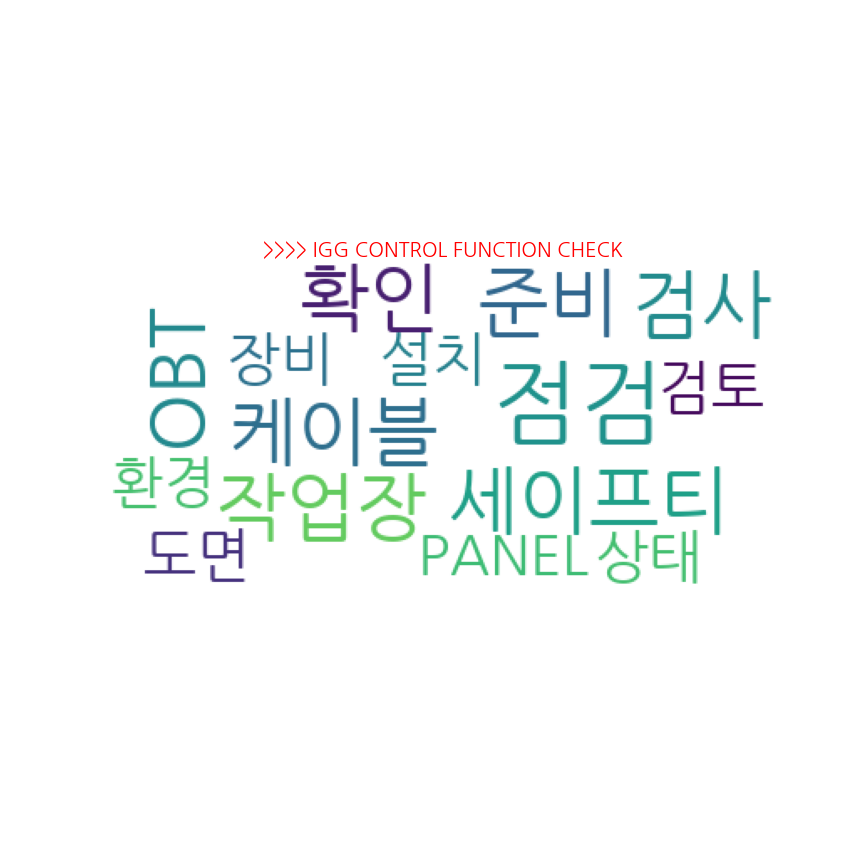 >>>> IGG CONTROL FUNCTION CHECK
확인 준비 검사
OBT 장비 설치 점검 검토
케이블
환경 작업장 세이프티
도면 PANEL 상태